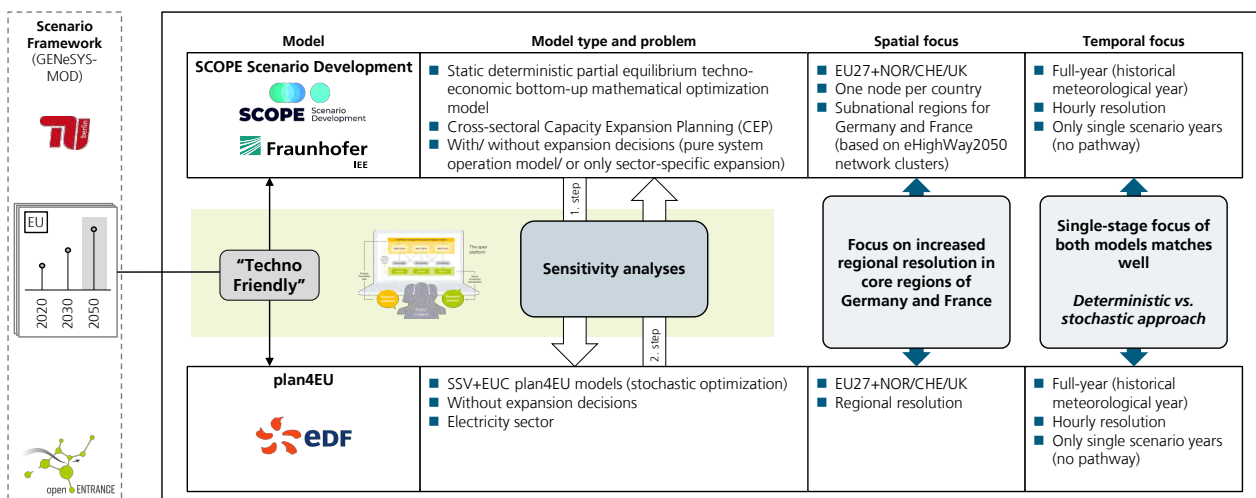 Scenario
Framework
(GENeSYS-
MOD)
TU
berlin
EU
2020
2030
2050
open ENTRANCE
Model
Model type and problem
Spatial focus
Temporal focus
SCOPE Scenario Development
SCOPE Scenario
Development
Fraunhofer
IEE
Static deterministic partial equilibrium techno-
economic bottom-up mathematical optimization
model
Cross-sectoral Capacity Expansion Planning (CEP)
With/ without expansion decisions (pure system
operation model/ or only sector-specific expansion)
EU27+NOR/CHE/UK
One node per country
Subnational regions for
Germany and France
(based on eHighWay2050
network clusters)
Full-year (historical
meteorological year)
Hourly resolution
Only single scenario years
(no pathway)
"Techno
Friendly"
The open
platform
1. step
Sensitivity analyses
2. step
Focus on increased
regional resolution in
core regions of
Germany and France
Single-stage focus of
both models matches
well
Deterministic vs.
stochastic approach
plan4EU
eDF
SSV+EUC plan4EU models (stochastic optimization)
Without expansion decisions
Electricity sector
EU27+NOR/CHE/UK
Regional resolution
Full-year (historical
meteorological year)
Hourly resolution
Only single scenario years
(no pathway)